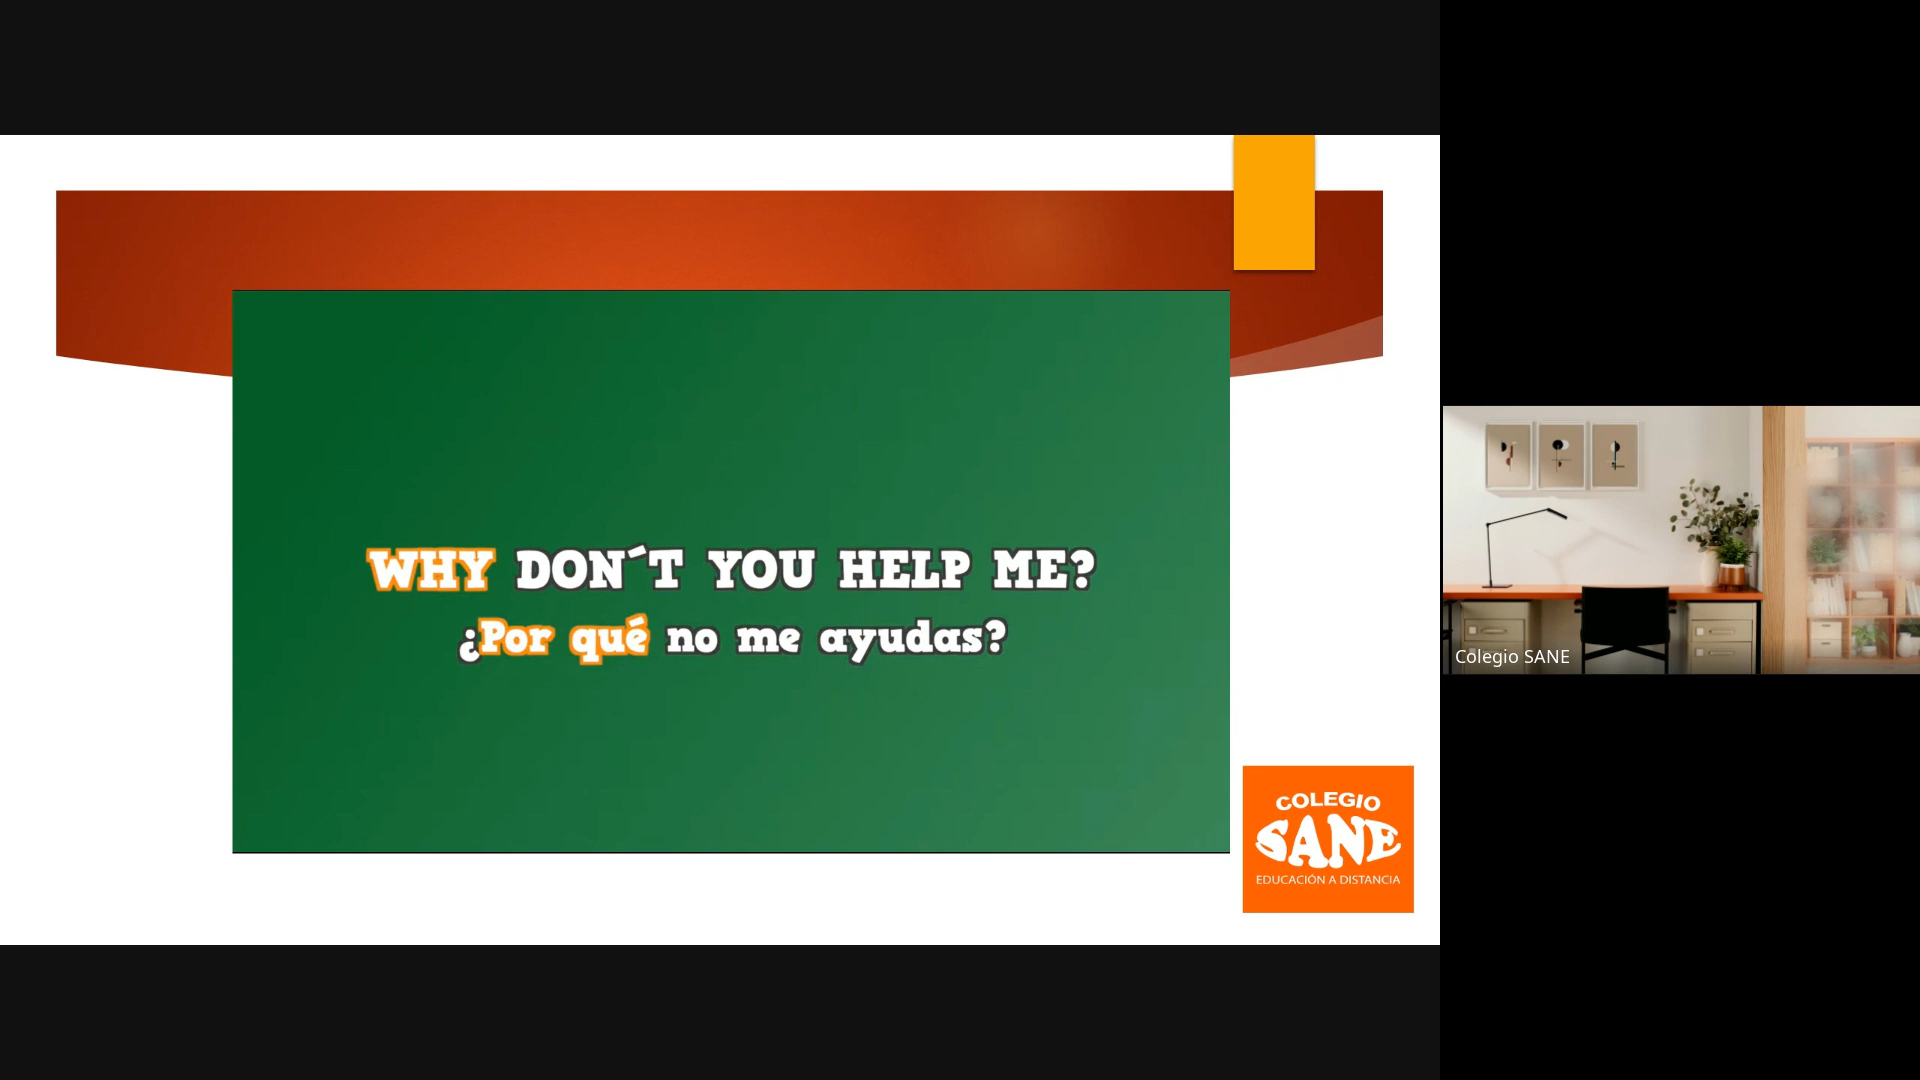 WHY DON´T YOU HELP ME?
¿Por qué no me ayudas?
COLEGIO
SANE
EDUCACIÓN A DISTANCIA
Colegio SANE